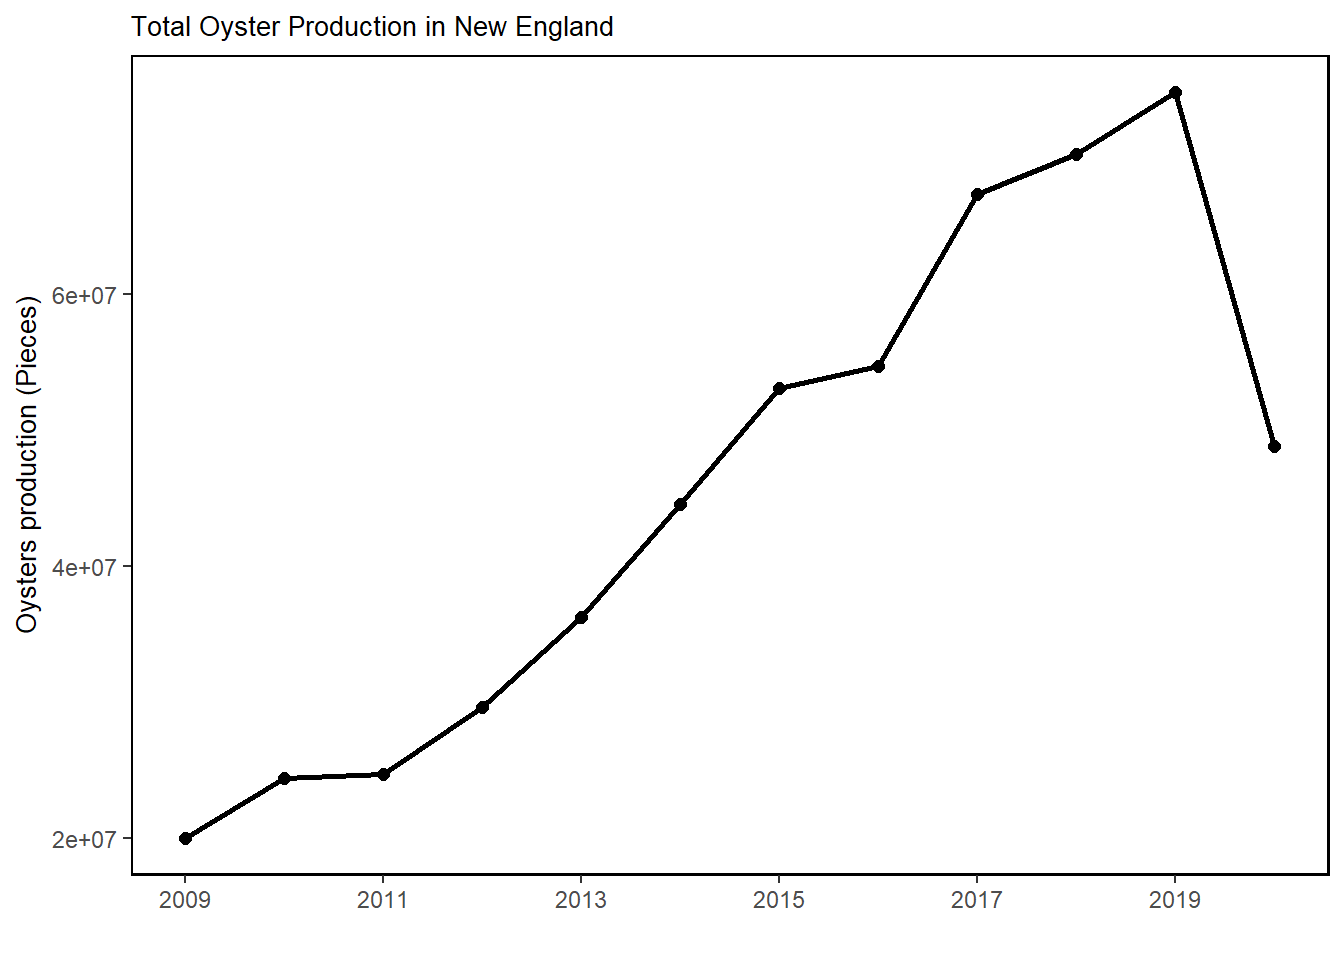 Total Oyster Production in New England
Oysters production (Pieces)
6e+07
4e+07
2e+07
2009 2011 2013 2015 2017 2019